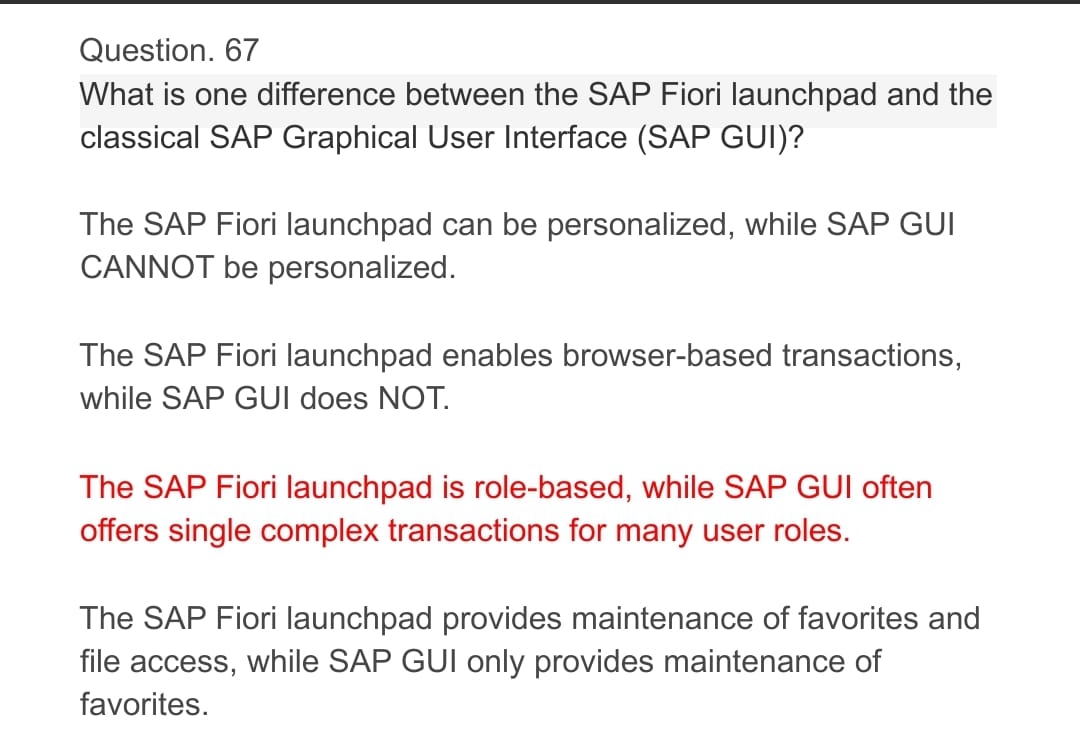 Question. 67
What is one difference between the SAP Fiori launchpad and the
classical SAP Graphical User Interface (SAP GUI)?
The SAP Fiori launchpad can be personalized, while SAP GUI
CANNOT be personalized.
The SAP Fiori launchpad enables browser-based transactions,
while SAP GUI does NOT.
The SAP Fiori launchpad is role-based, while SAP GUI often
offers single complex transactions for many user roles.
The SAP Fiori launchpad provides maintenance of favorites and
file access, while SAP GUI only provides maintenance of
favorites.